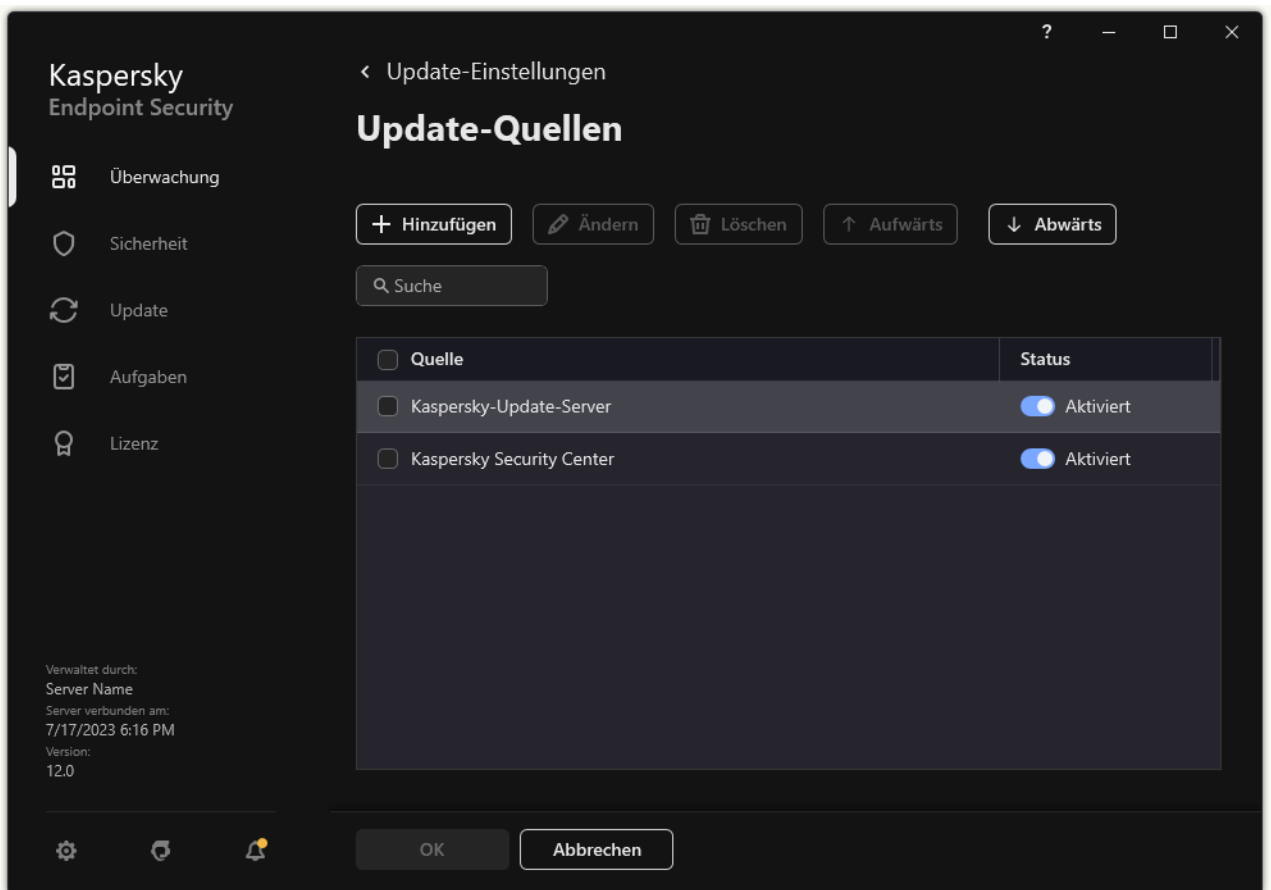 ?
Kaspersky
Endpoint Security
Überwachung
Sicherheit
Update
Aufgaben
Lizenz
Verwaltet durch:
Server Name
Server verbunden am:
7/17/2023 6:16 PM
Version:
12.0
Update-Einstellungen
Update-Quellen
Hinzufügen Ändern Löschen Aufwärts Abwärts
Suche
Quelle Status
Kaspersky-Update-Server Aktiviert
Kaspersky Security Center Aktiviert
OK Abbrechen